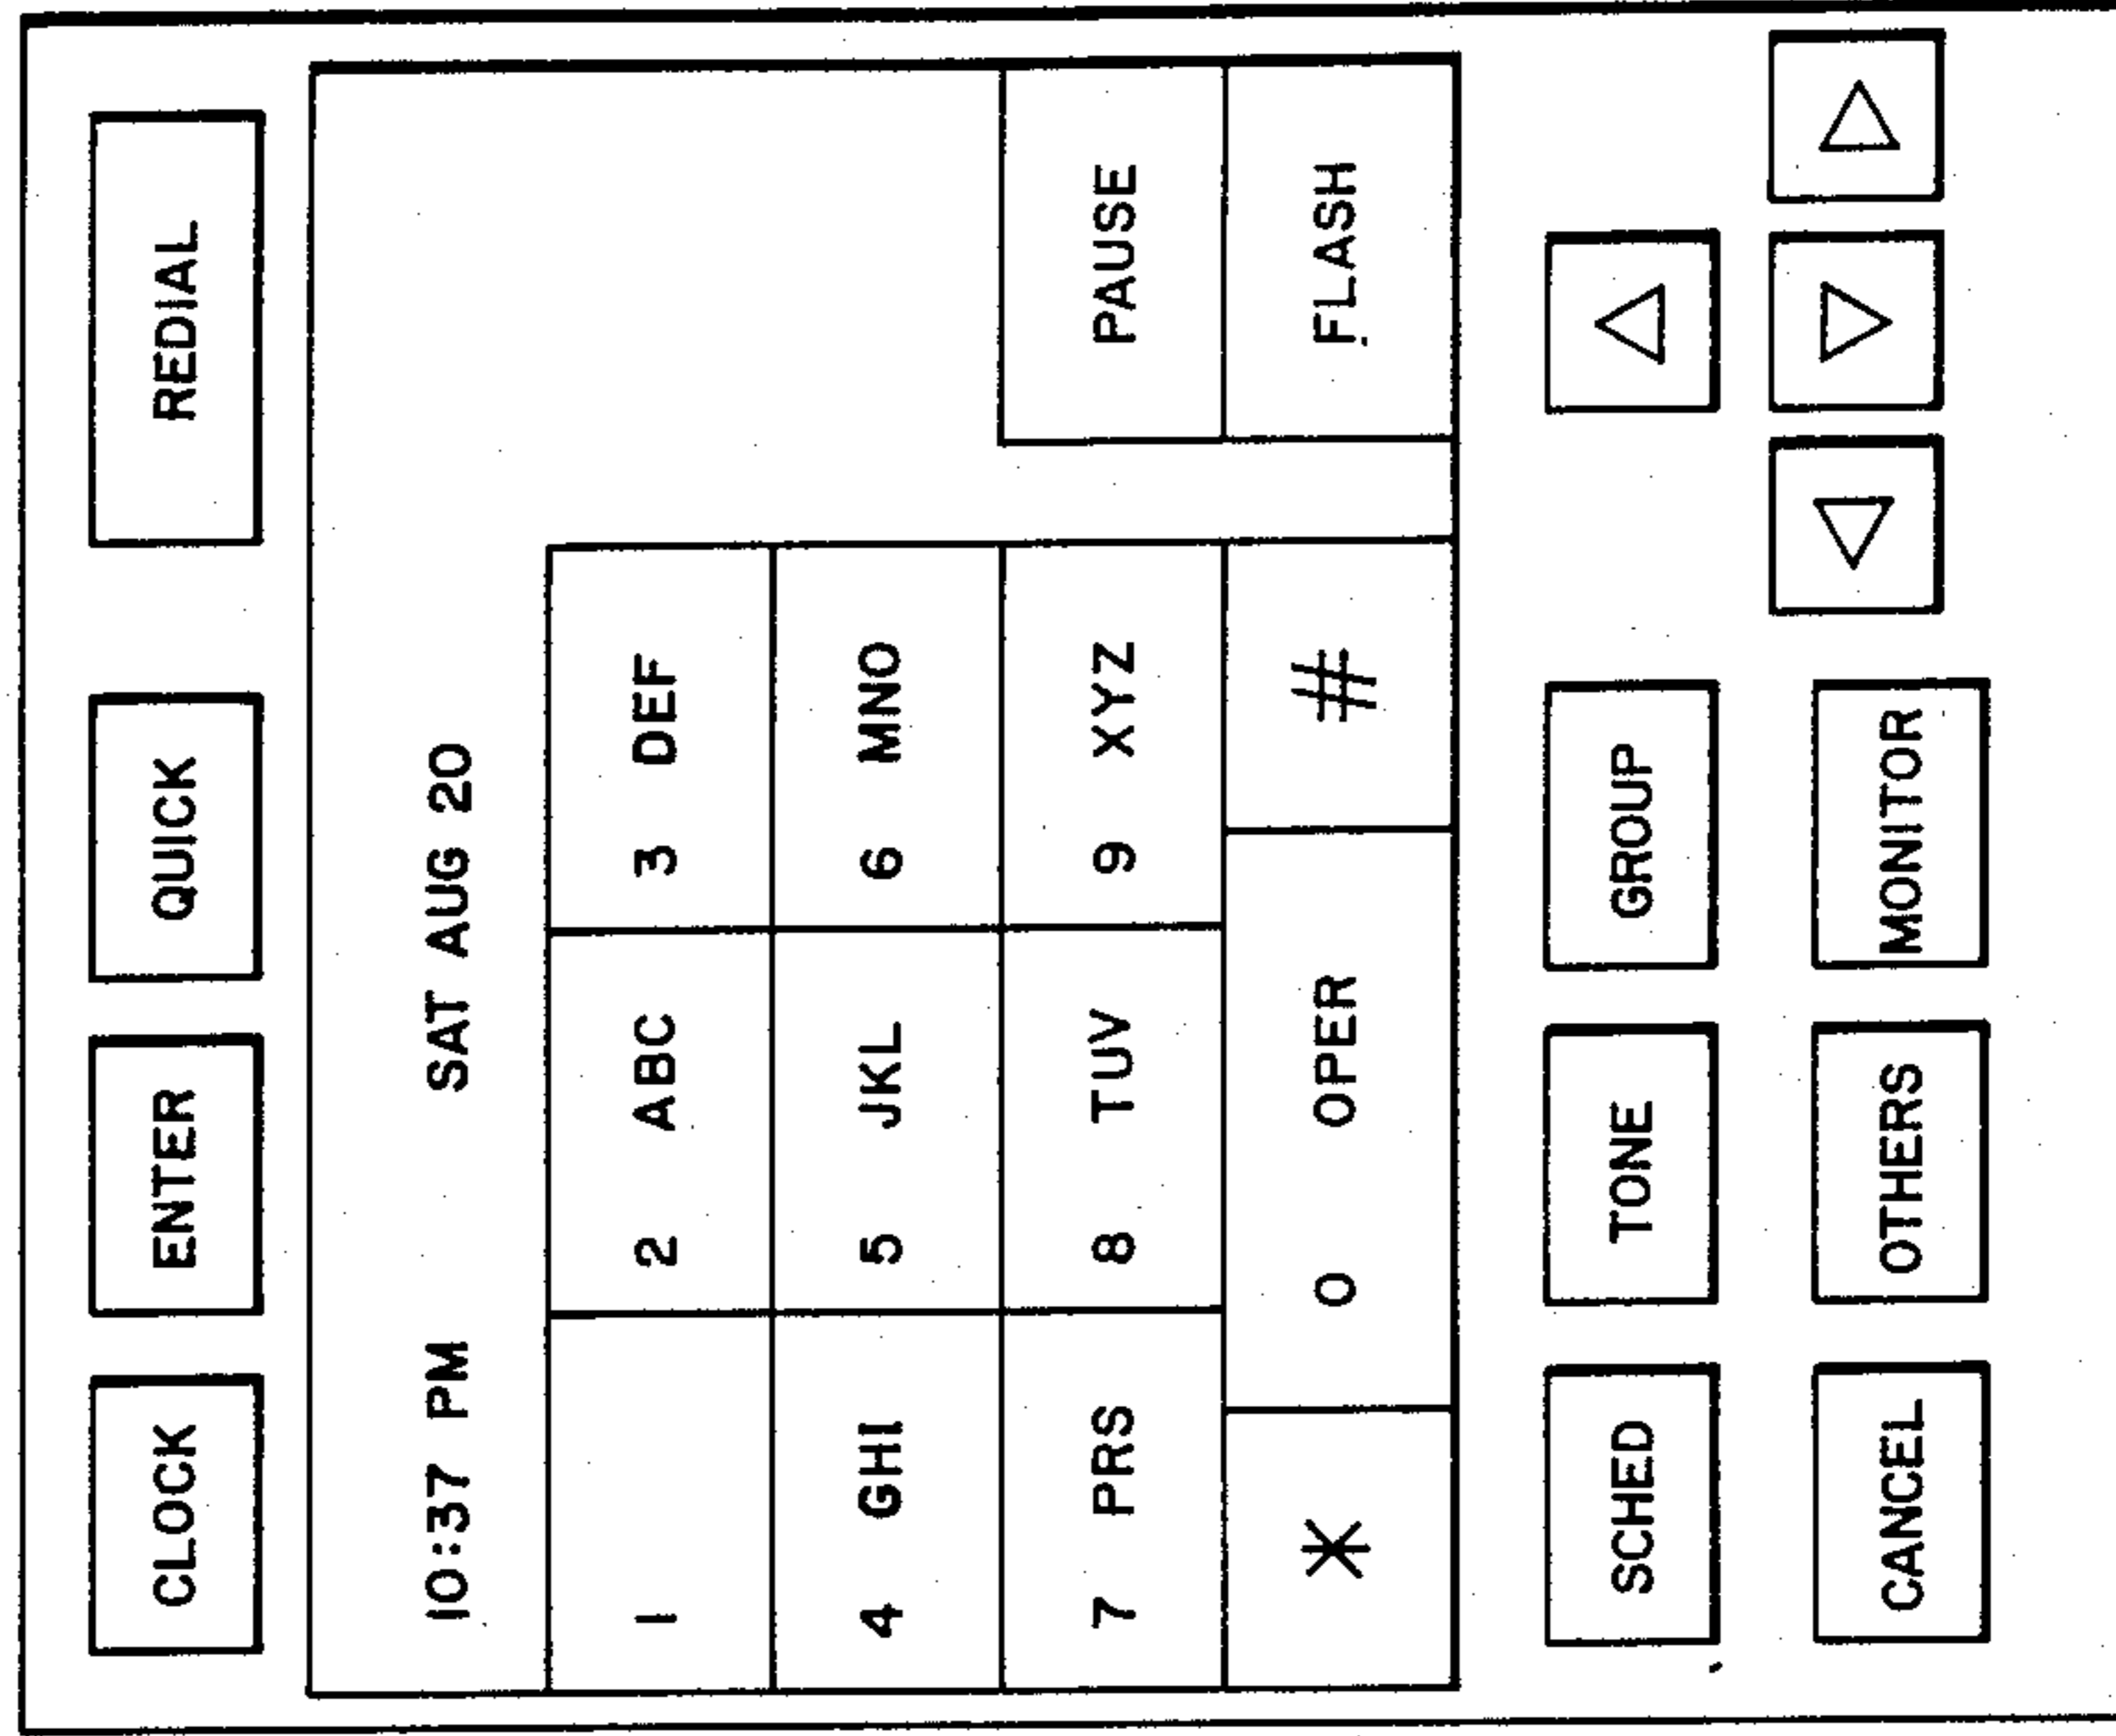 CLOCK ENTER QUICK REDIAL
10:37 PM SAT AUG 20
1 2 ABC 3 DEF
4 GHI 5 JKL 6 MNO
7 PRS 8 TUV 9 XYZ PAUSE
* 0 OPER # FLASH
SCHED TONE GROUP
CANCEL OTHERS MONITOR